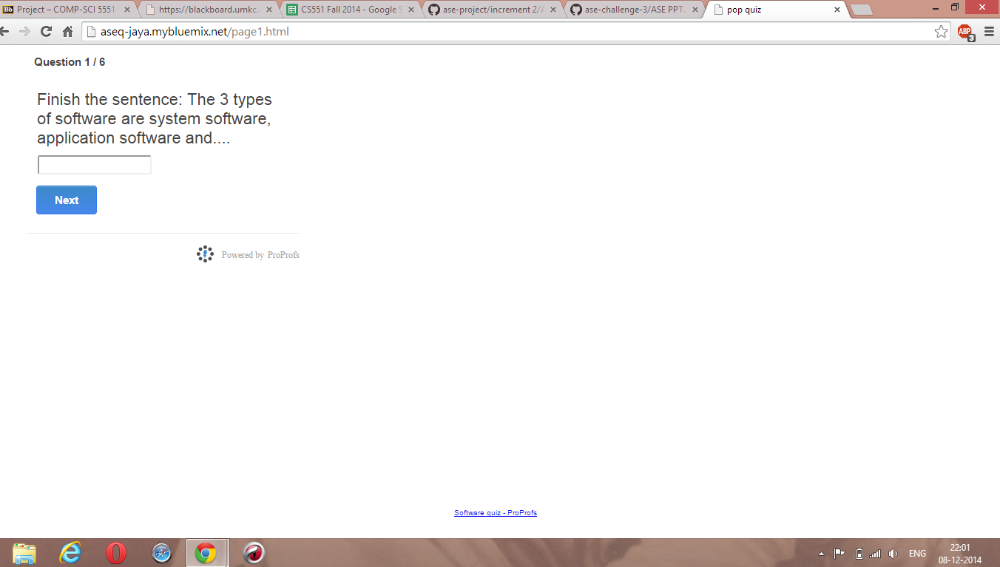 Project – COMP-SCI 5551
https://blackboard.umkc.
CS551 Fall 2014 - Google S
ase-project/increment 2/A
ase-challenge-3/ASE PPT.
pop quiz
aseq-jaya.mybluemix.net/page1.html
ABP
3
Question 1 / 6
Finish the sentence: The 3 types
of software are system software,
application software and....
Next
Powered by ProProfs
Software quiz - ProProfs
ENG
22:01
08-12-2014